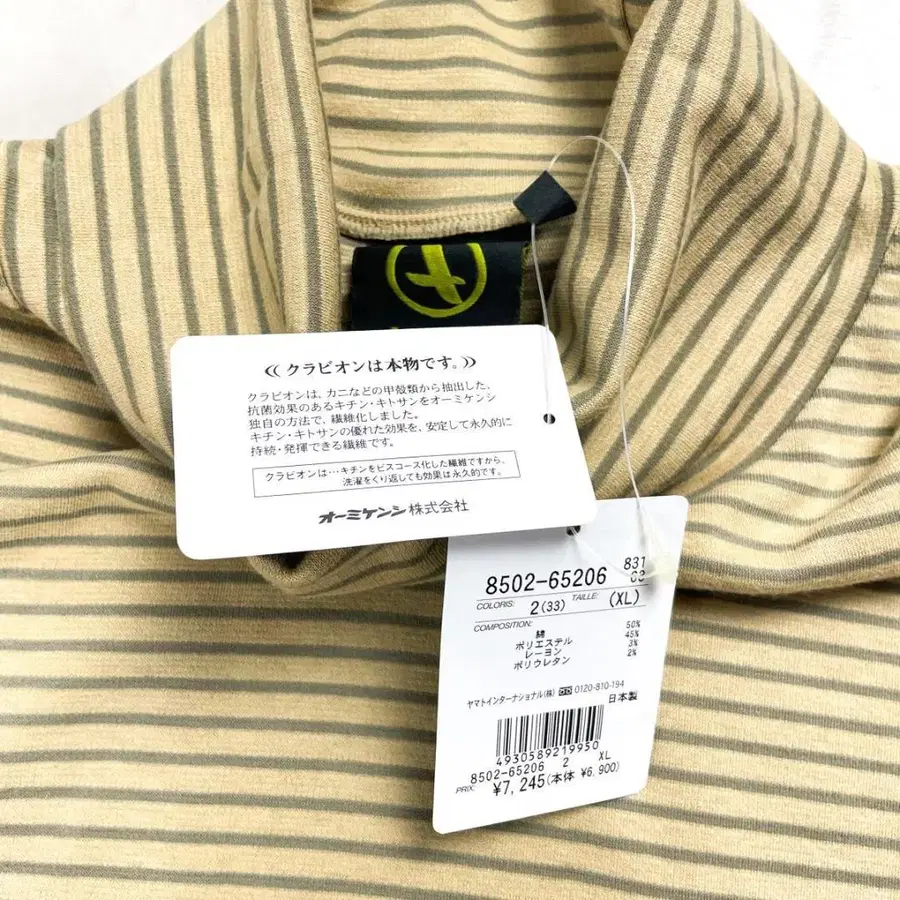 《クラビオンは本物です。》
クラビオンは、カニなどの甲殻類から抽出した、
抗菌効果のあるキチン・キトサンをオーミケンシ
独自の方法で、繊維化しました。
キチン・キトサンの優れた効果を、安定して永久的に
持続・発揮できる繊維です。
クラビオンは…キチンをビスコース化した繊維ですから、
洗濯をくり返しても効果は永久的です。
オーミケンシ株式会社
8502-65206 831
63
COLORIS: 2(33) TAILLE: (XL)
COMPOSITION:
綿 50%
ポリエステル 45%
レーヨン 3%
ポリウレタン 2%
ヤマトインターナショナル(株) 0120-810-194
日本製
4930589219950
8502-65206 2 XL
PRIX: ¥7,245(本体 ¥6,900)